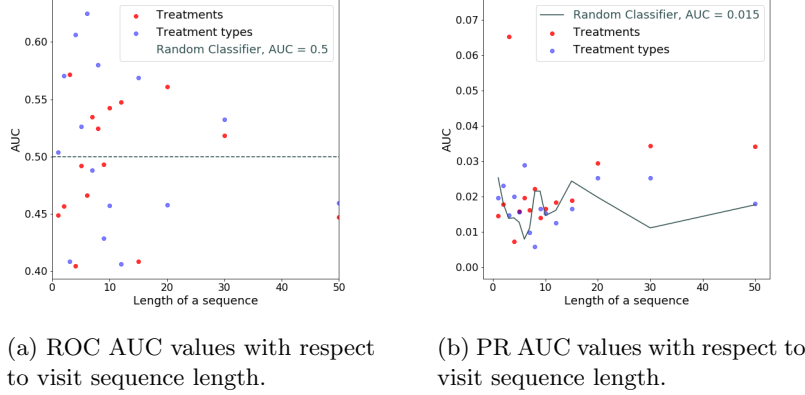 Treatments
Treatment types
Random Classifier, AUC = 0.5
0.60
0.55
0.50
0.45
0.40
AUC
0 10 20 30 40 50
Length of a sequence
(a) ROC AUC values with respect
to visit sequence length.
Random Classifier, AUC = 0.015
Treatments
Treatment types
0.07
0.06
0.05
0.04
0.03
0.02
0.01
0.00
AUC
0 10 20 30 40 50
Length of a sequence
(b) PR AUC values with respect to
visit sequence length.